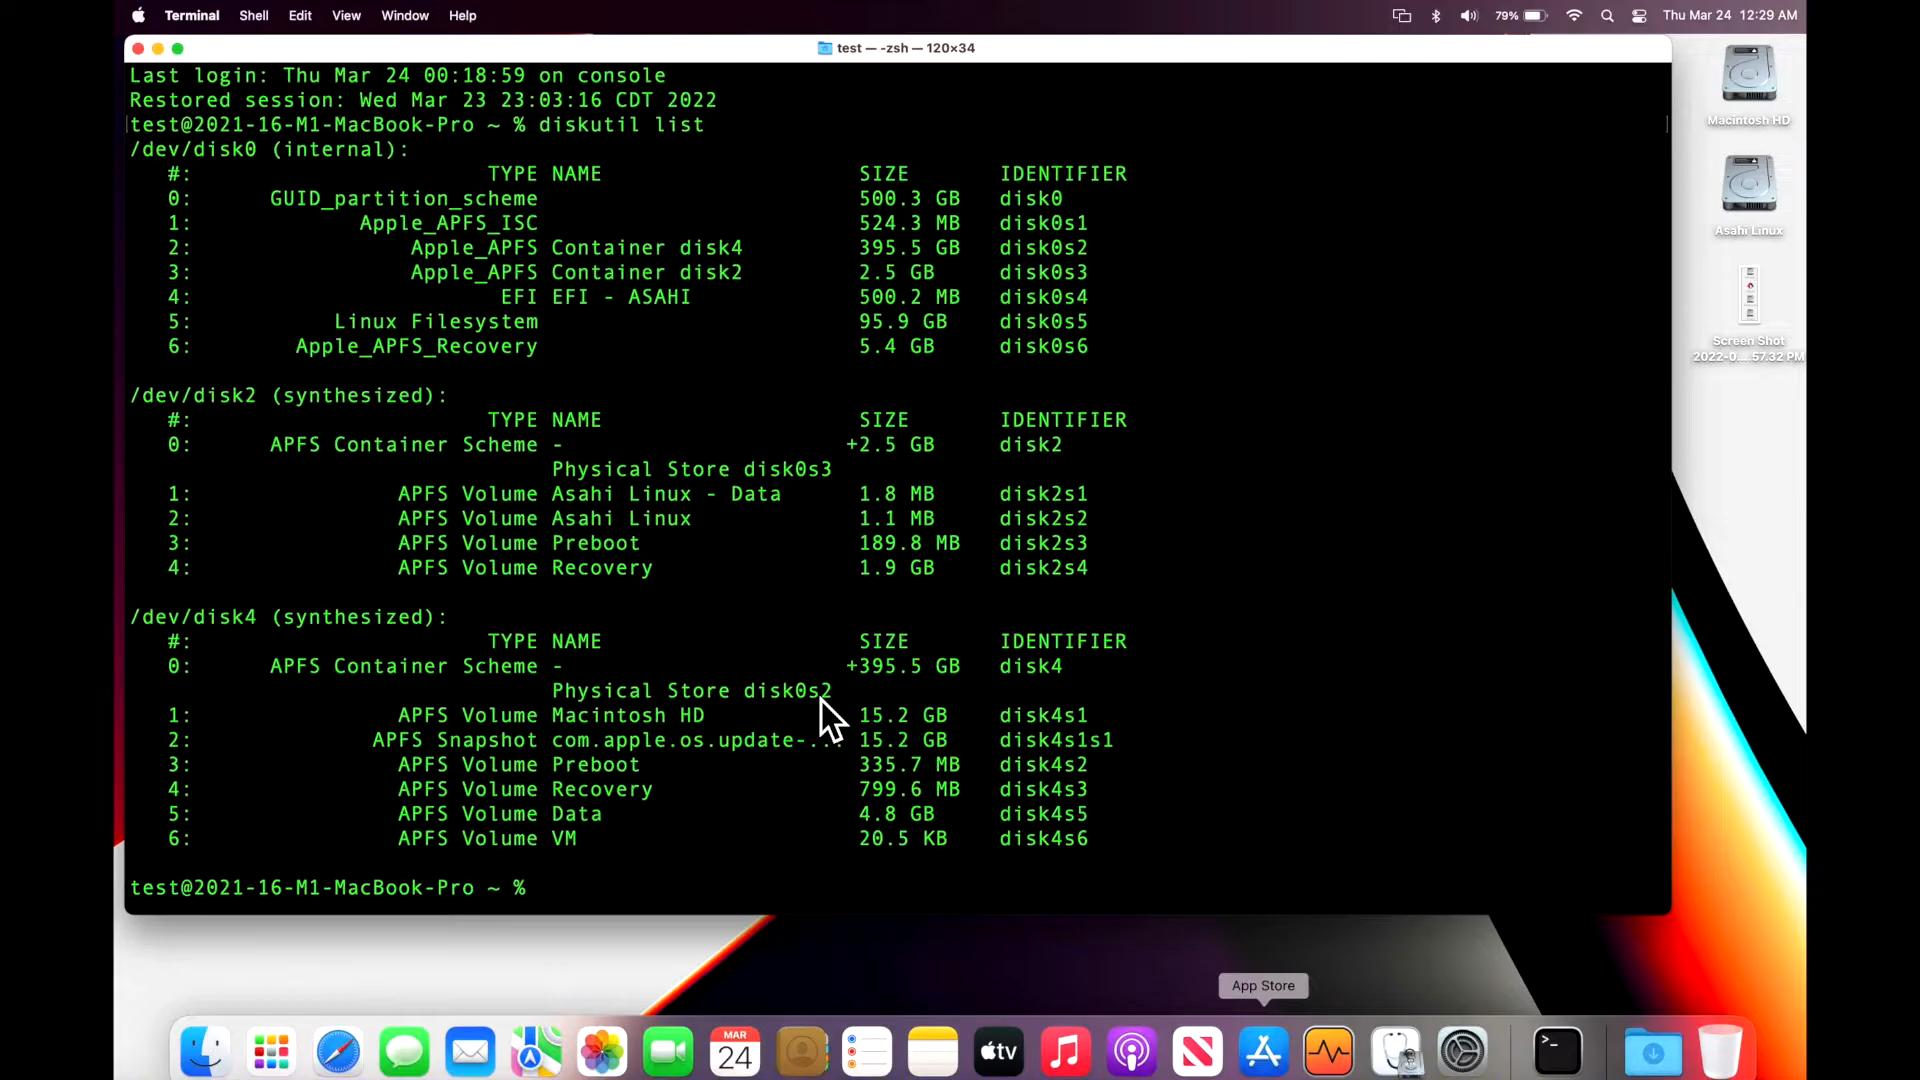 Terminal Shell Edit View Window Help 79% Thu Mar 24 12:29 AM
test — -zsh — 120×34
Last login: Thu Mar 24 00:18:59 on console
Restored session: Wed Mar 23 23:03:16 CDT 2022
test@2021-16-M1-MacBook-Pro ~ % diskutil list
/dev/disk0 (internal):
#: TYPE NAME SIZE IDENTIFIER
0: GUID_partition_scheme 500.3 GB disk0
1: Apple_APFS_ISC 524.3 MB disk0s1
2: Apple_APFS Container disk4 395.5 GB disk0s2
3: Apple_APFS Container disk2 2.5 GB disk0s3
4: EFI EFI - ASAHI 500.2 MB disk0s4
5: Linux Filesystem 95.9 GB disk0s5
6: Apple_APFS_Recovery 5.4 GB disk0s6
/dev/disk2 (synthesized):
#: TYPE NAME SIZE IDENTIFIER
0: APFS Container Scheme - +2.5 GB disk2
Physical Store disk0s3
1: APFS Volume Asahi Linux - Data 1.8 MB disk2s1
2: APFS Volume Asahi Linux 1.1 MB disk2s2
3: APFS Volume Preboot 189.8 MB disk2s3
4: APFS Volume Recovery 1.9 GB disk2s4
/dev/disk4 (synthesized):
#: TYPE NAME SIZE IDENTIFIER
0: APFS Container Scheme - +395.5 GB disk4
Physical Store disk0s2
1: APFS Volume Macintosh HD 15.2 GB disk4s1
2: APFS Snapshot com.apple.os.update-... 15.2 GB disk4s1s1
3: APFS Volume Preboot 335.7 MB disk4s2
4: APFS Volume Recovery 799.6 MB disk4s3
5: APFS Volume Data 4.8 GB disk4s5
6: APFS Volume VM 20.5 KB disk4s6
test@2021-16-M1-MacBook-Pro ~ %
Macintosh HD
Asahi Linux
Screen Shot
2022-0....57.32 PM
App Store
MAR
24
tv
>_